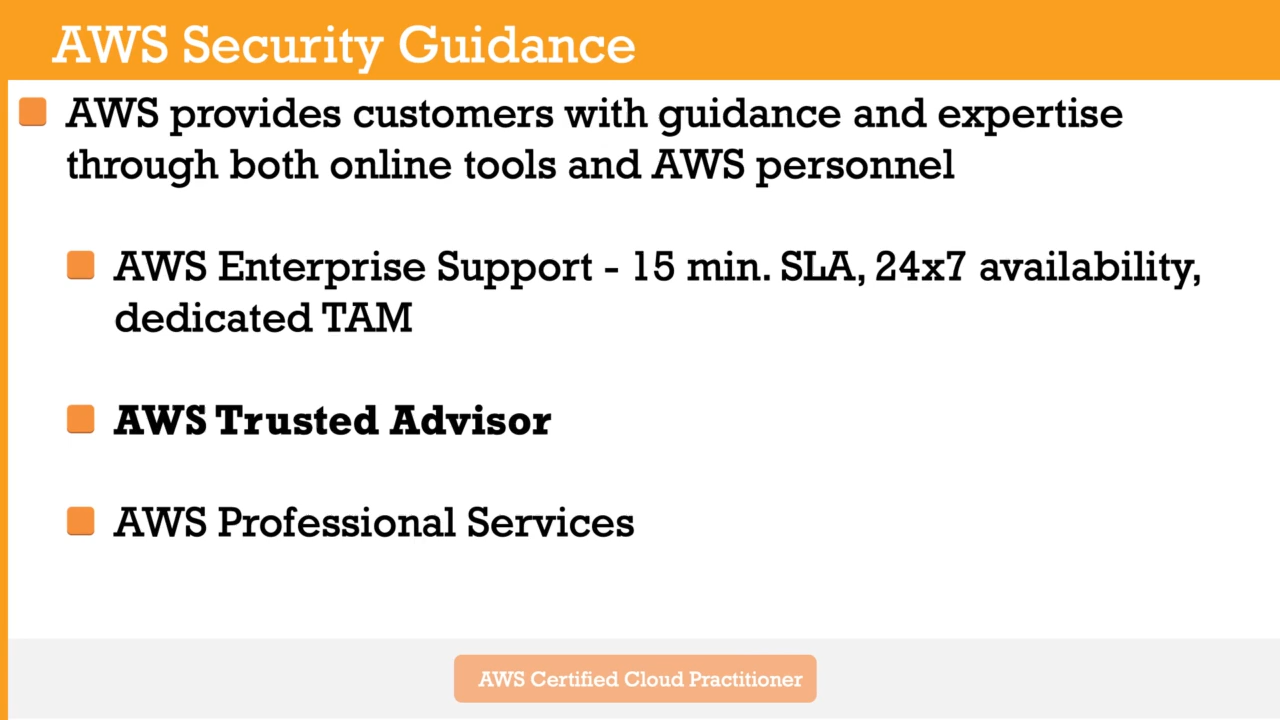 AWS Security Guidance
AWS provides customers with guidance and expertise
through both online tools and AWS personnel
AWS Enterprise Support - 15 min. SLA, 24x7 availability,
dedicated TAM
AWS Trusted Advisor
AWS Professional Services
AWS Certified Cloud Practitioner